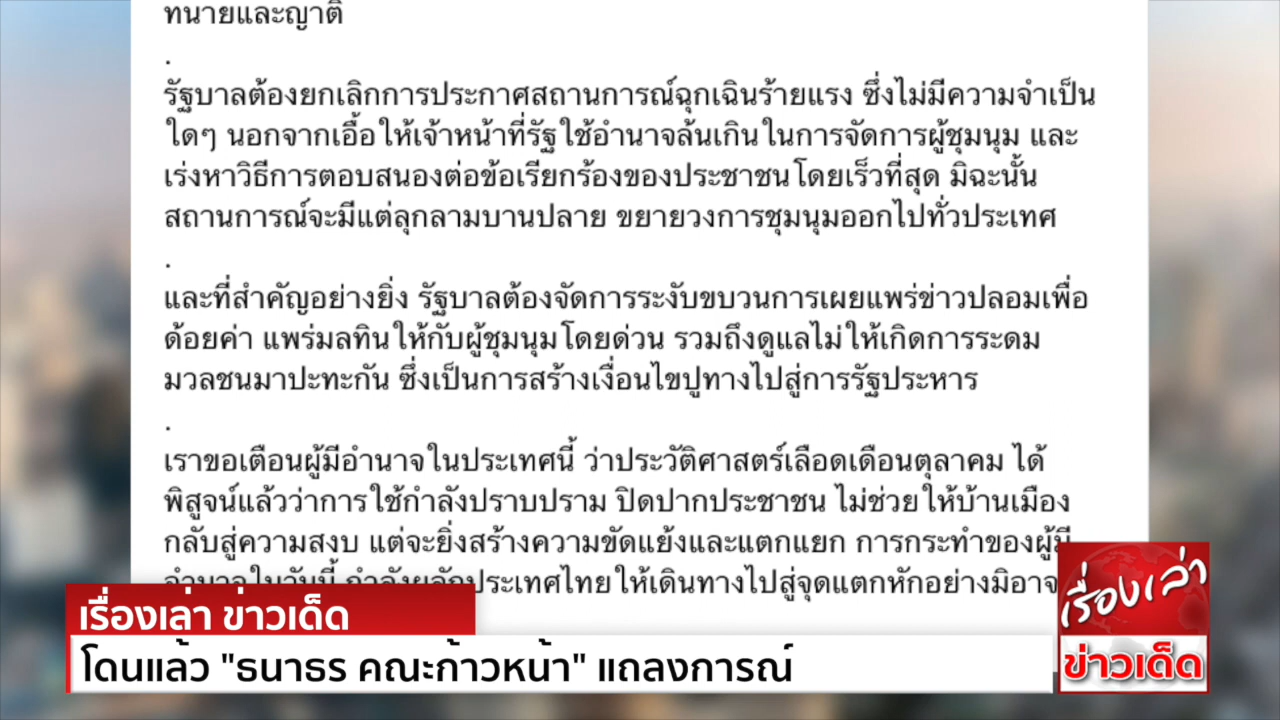 ทนายและญาติ
.
รัฐบาลต้องยกเลิกการประกาศสถานการณ์ฉุกเฉินร้ายแรง ซึ่งไม่มีความจำเป็น
ใดๆ นอกจากเอื้อให้เจ้าหน้าที่รัฐใช้อำนาจล้นเกินในการจัดการผู้ชุมนุม และ
เร่งหาวิธีการตอบสนองต่อข้อเรียกร้องของประชาชนโดยเร็วที่สุด มิฉะนั้น
สถานการณ์จะมีแต่ลุกลามบานปลาย ขยายวงการชุมนุมออกไปทั่วประเทศ
.
และที่สำคัญอย่างยิ่ง รัฐบาลต้องจัดการระงับขบวนการเผยแพร่ข่าวปลอมเพื่อ
ด้อยค่า แพร่มลทินให้กับผู้ชุมนุมโดยด่วน รวมถึงดูแลไม่ให้เกิดการระดม
มวลชนมาปะทะกัน ซึ่งเป็นการสร้างเงื่อนไขปูทางไปสู่การรัฐประหาร
.
เราขอเตือนผู้มีอำนาจในประเทศนี้ ว่าประวัติศาสตร์เลือดเดือนตุลาคม ได้
พิสูจน์แล้วว่าการใช้กำลังปราบปราม ปิดปากประชาชน ไม่ช่วยให้บ้านเมือง
กลับสู่ความสงบ แต่จะยิ่งสร้างความขัดแย้งและแตกแยก การกระทำของผู้มี
อำนาจในวันนี้ กำลังผลักประเทศไทยให้เดินทางไปสู่จุดแตกหักอย่างมิอาจ
เรื่องเล่า ข่าวเด็ด
โดนแล้ว "ธนาธร คณะก้าวหน้า" แถลงการณ์
เรื่องเล่า
ข่าวเด็ด